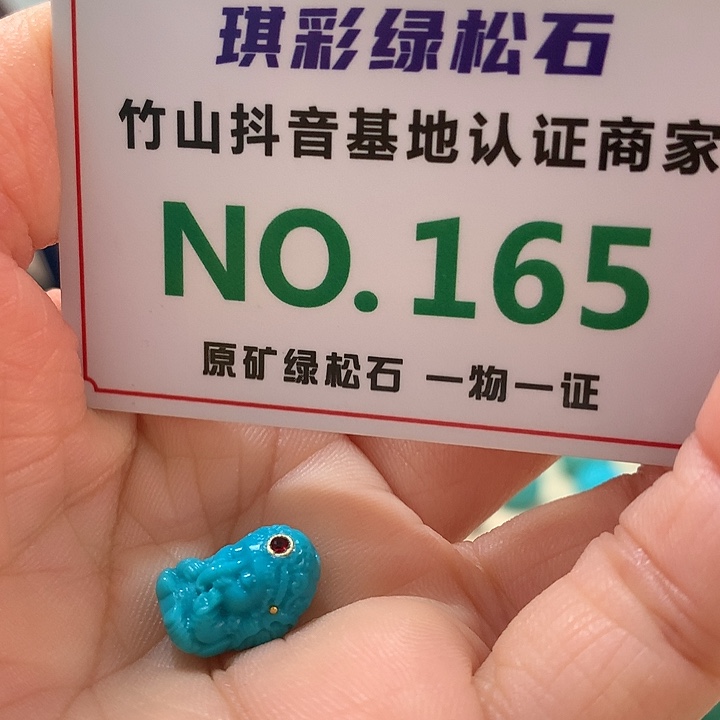 琪彩绿松石
竹山抖音基地认证商家
NO.165
原矿绿松石 一物一证